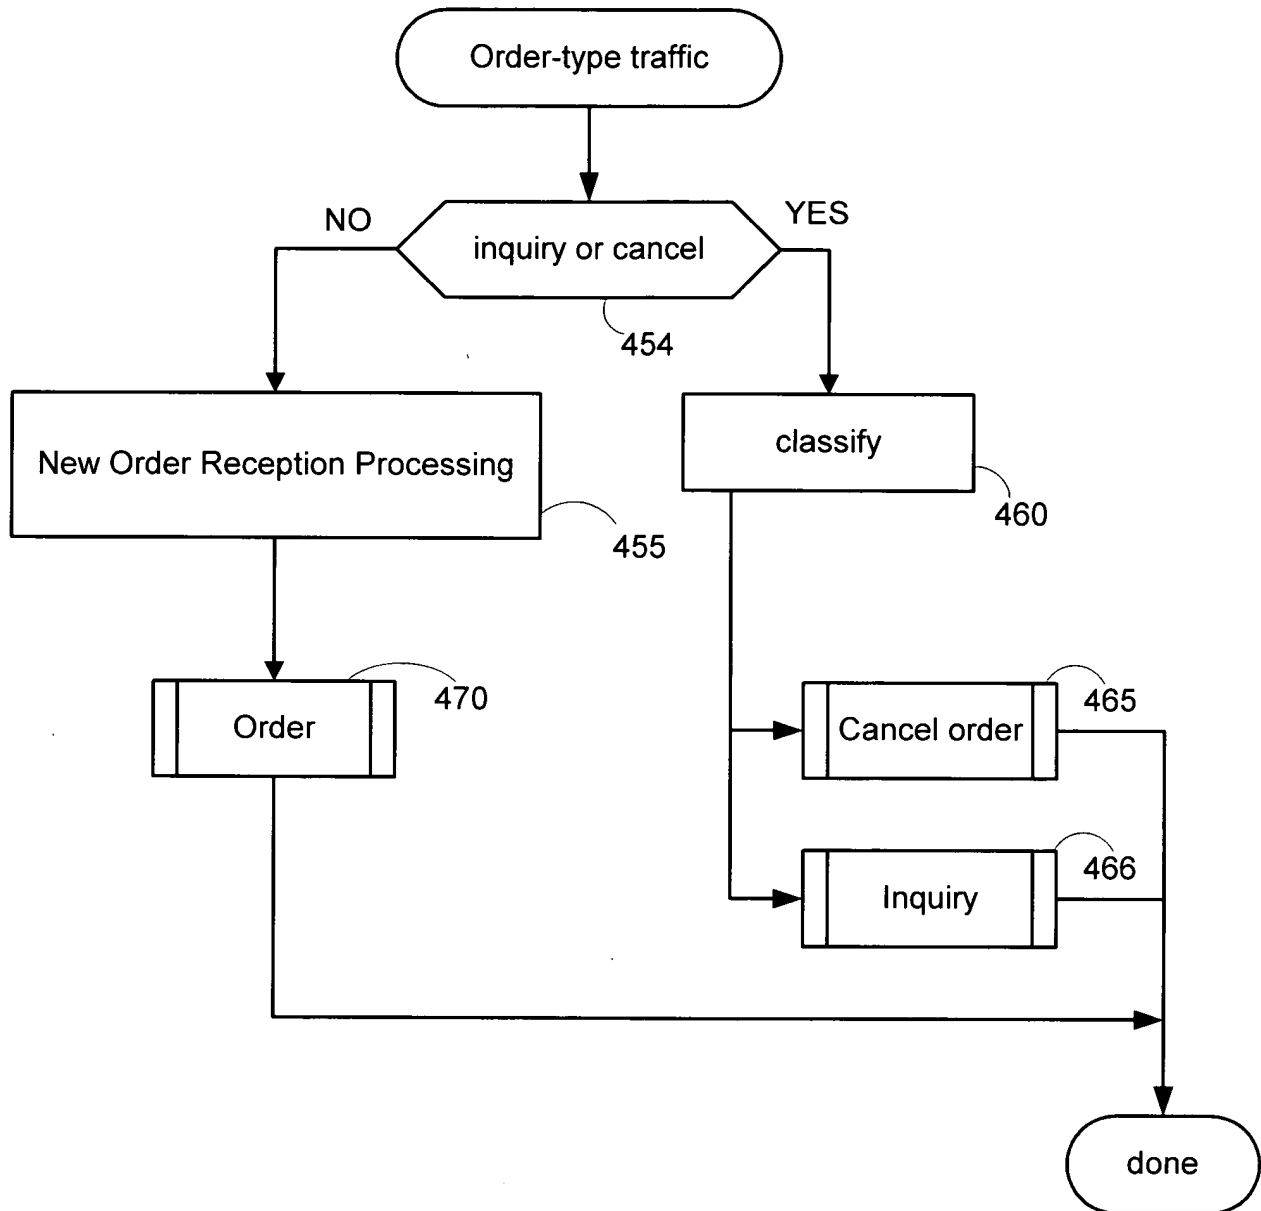 Order-type traffic
NO
YES
inquiry or cancel
454
New Order Reception Processing
455
classify
460
Order
470
Cancel order
465
Inquiry
466
done